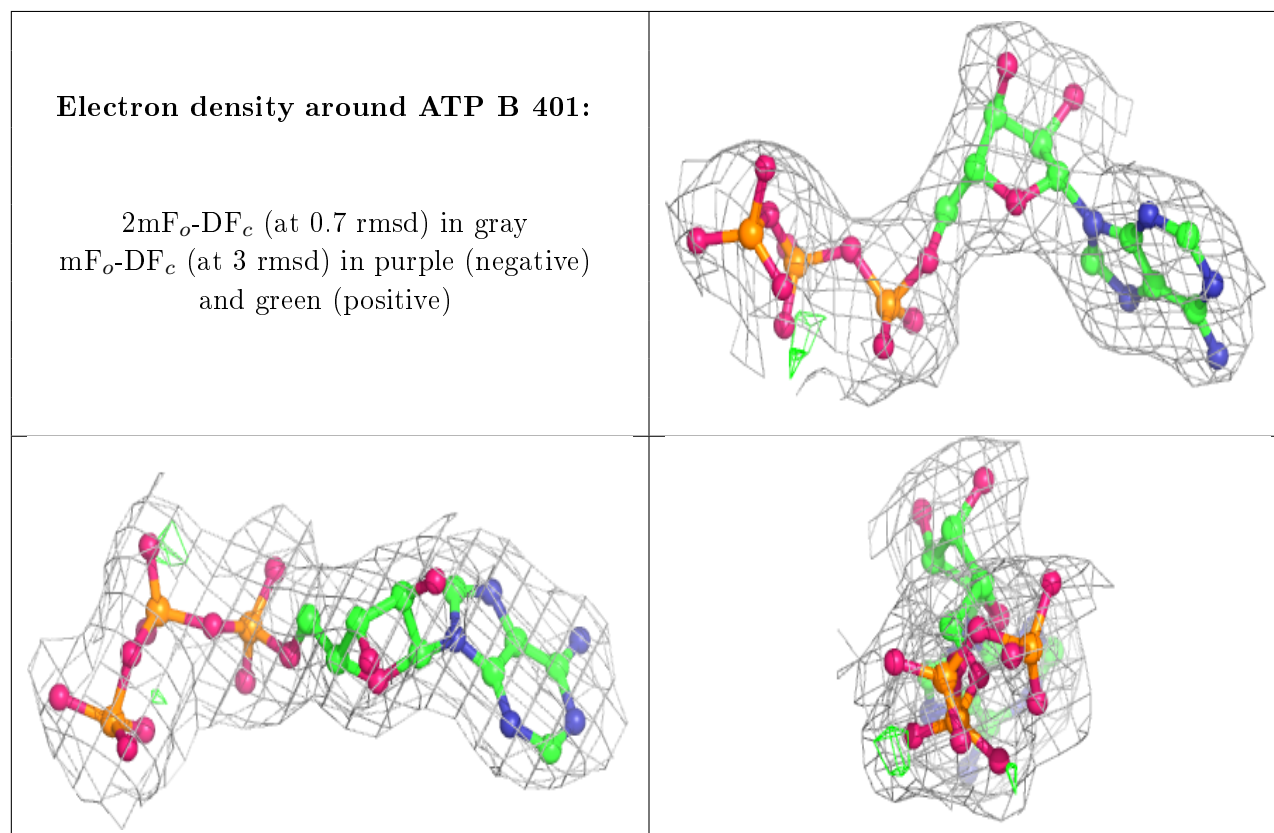 Electron density around ATP B 401:
2mFo-DFc (at 0.7 rmsd) in gray
mFo-DFc (at 3 rmsd) in purple (negative)
and green (positive)